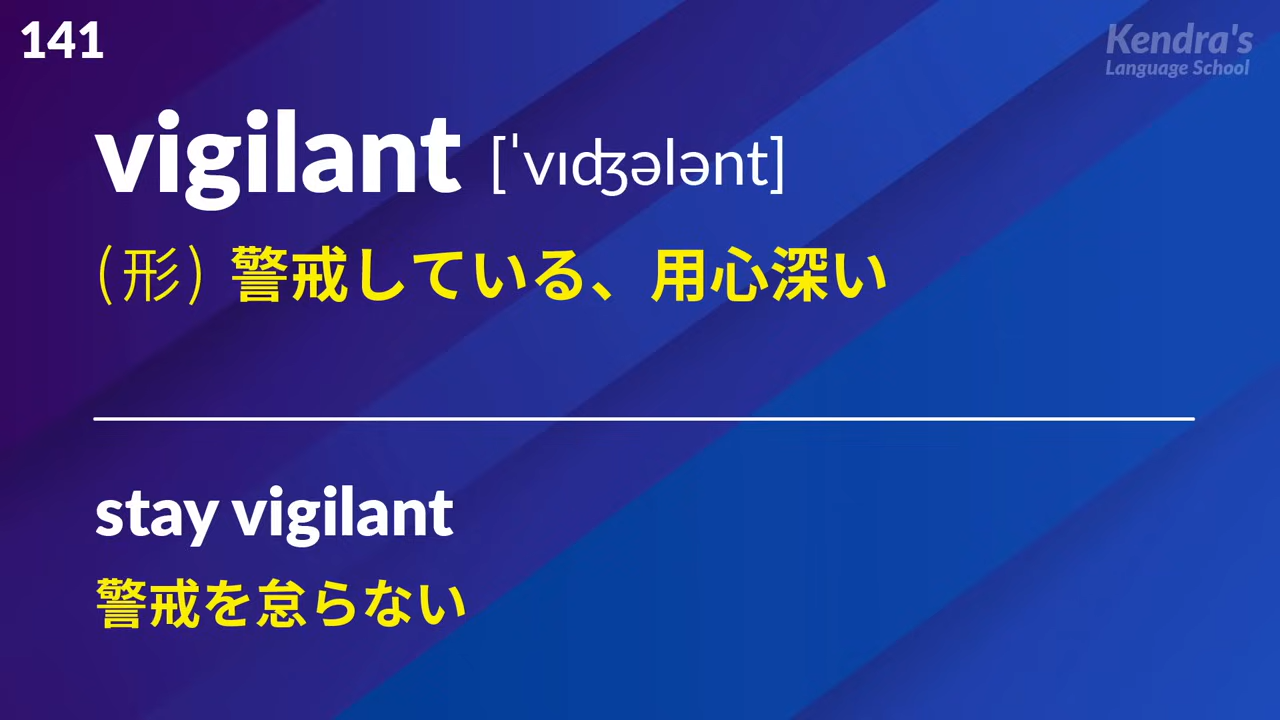 141
Kendra's
Language School
vigilant [ˈvɪʤələnt]
(形) 警戒している、用心深い
stay vigilant
警戒を怠らない